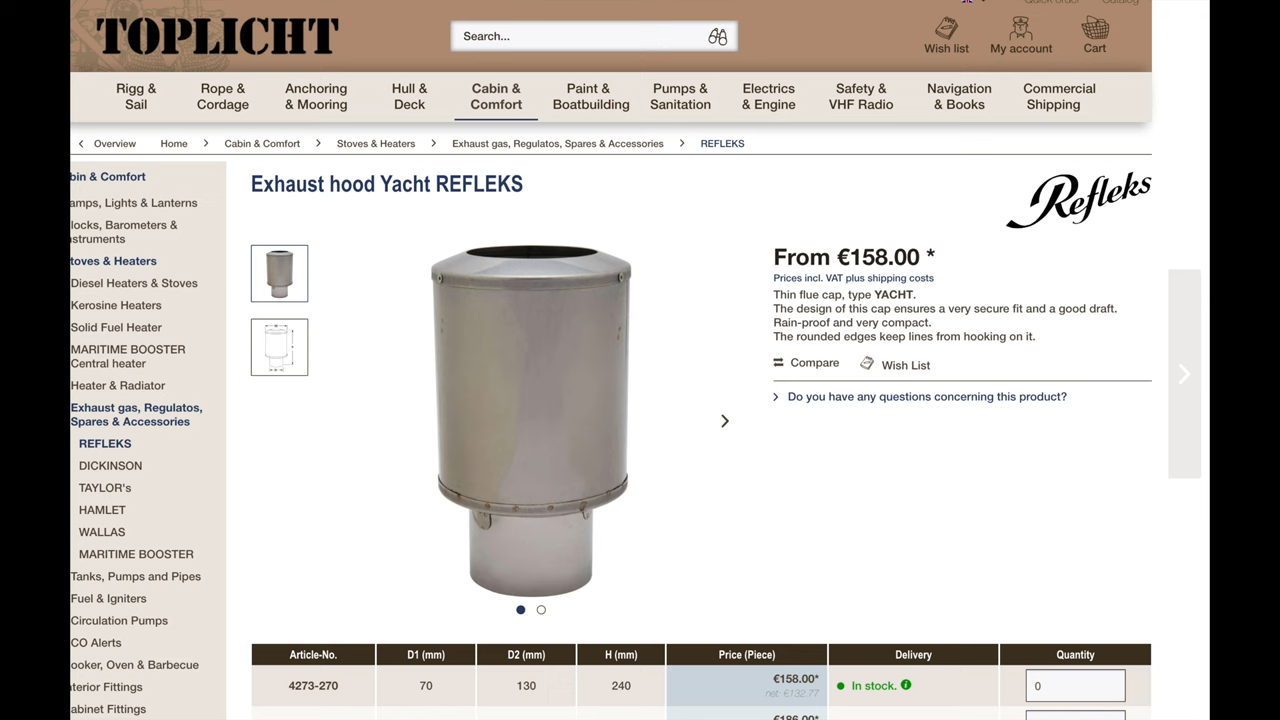 TOPLICHT
Search...
Wish list
My account
Cart
Rigg &
Sail
Rope &
Cordage
Anchoring
& Mooring
Hull &
Deck
Cabin &
Comfort
Paint &
Boatbuilding
Pumps &
Sanitation
Electrics
& Engine
Safety &
VHF Radio
Navigation
& Books
Commercial
Shipping
Overview
Home
Cabin & Comfort
Stoves & Heaters
Exhaust gas, Regulatos, Spares & Accessories
REFLEKS
bin & Comfort
amps, Lights & Lanterns
locks, Barometers &
nstruments
toves & Heaters
Diesel Heaters & Stoves
Kerosine Heaters
Solid Fuel Heater
MARITIME BOOSTER
Central heater
Heater & Radiator
Exhaust gas, Regulatos,
Spares & Accessories
REFLEKS
DICKINSON
TAYLOR's
HAMLET
WALLAS
MARITIME BOOSTER
Tanks, Pumps and Pipes
Fuel & Igniters
Circulation Pumps
CO Alerts
ooker, Oven & Barbecue
nterior Fittings
abinet Fittings
Exhaust hood Yacht REFLEKS
Refleks
From €158.00 *
Prices incl. VAT plus shipping costs
Thin flue cap, type YACHT.
The design of this cap ensures a very secure fit and a good draft.
Rain-proof and very compact.
The rounded edges keep lines from hooking on it.
Compare
Wish List
Do you have any questions concerning this product?
Article-No. D1 (mm) D2 (mm) H (mm) Price (Piece) Delivery Quantity
4273-270 70 130 240 €158.00* In stock. 0
net: €132.77
€186.00*